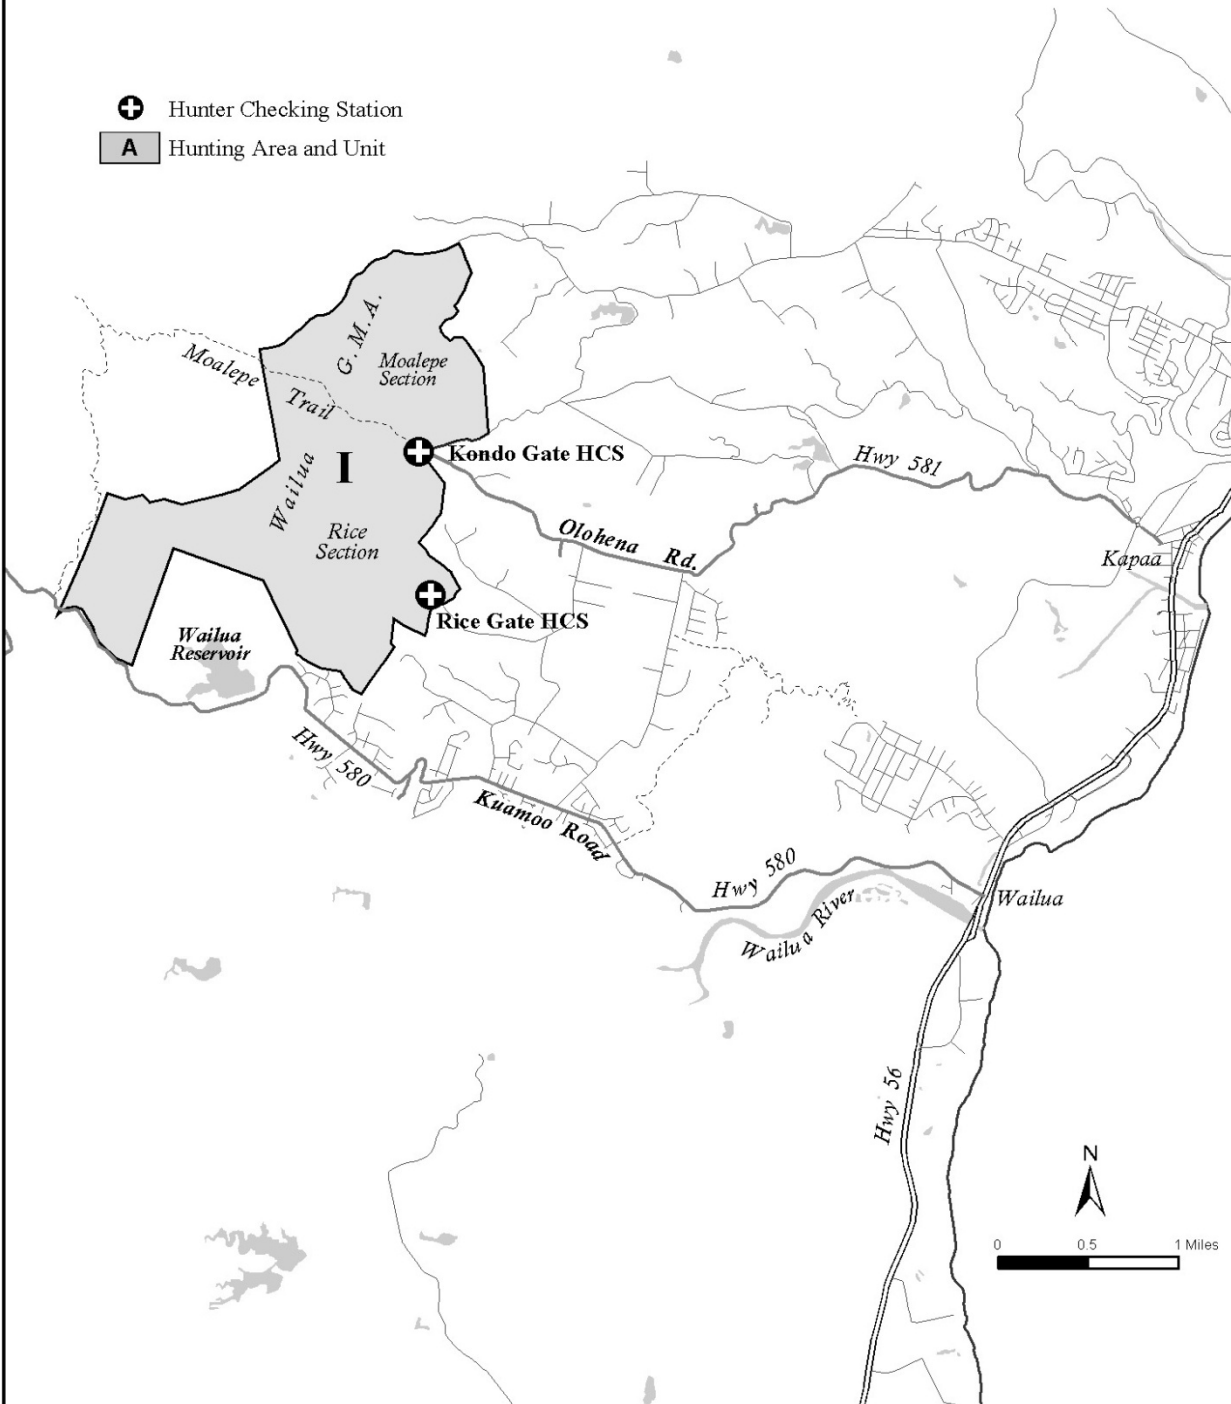 Hunter Checking Station
A Hunting Area and Unit
G. M. A.
Moalepe
Section
Moalepe
Trail
Kondo Gate HCS
Wailua
I
Hwy 581
Rice
Section
Olohena Rd.
Kapaa
Rice Gate HCS
Wailua
Reservoir
Hwy 580
Kuamoo Road
Hwy 580
Wailua River
Wailua
Hwy 56
N
0 0.5 1 Miles